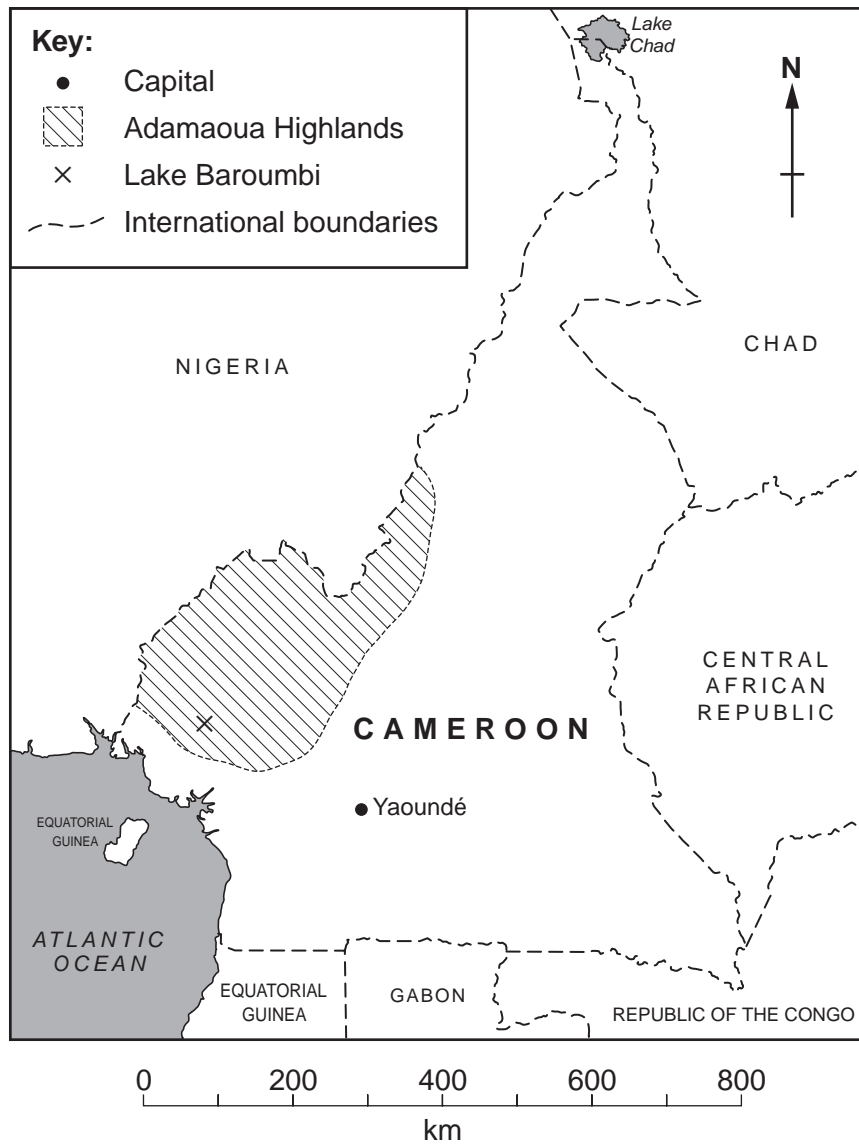 Key:
Capital
Adamaoua Highlands
Lake Baroumbi
International boundaries
Lake
Chad
N
NIGERIA
CHAD
CENTRAL
AFRICAN
REPUBLIC
CAMEROON
Yaoundé
EQUATORIAL
GUINEA
ATLANTIC
OCEAN
EQUATORIAL
GUINEA
GABON
REPUBLIC OF THE CONGO
0 200 400 600 800
km